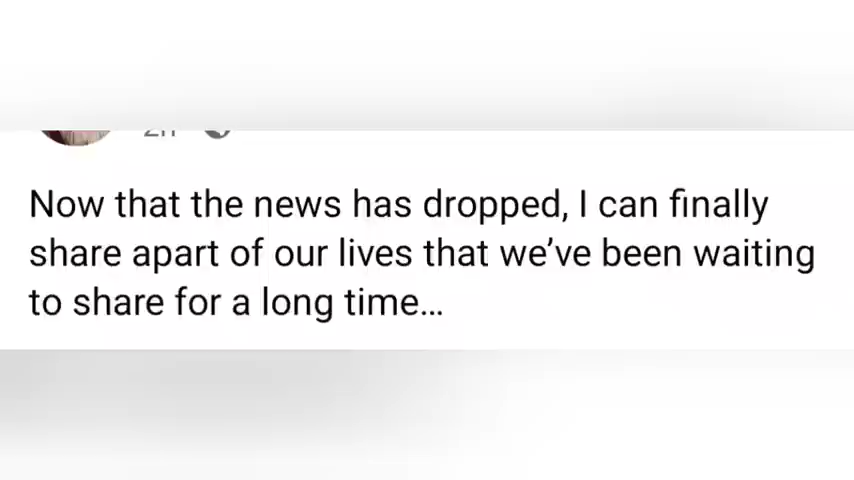 Now that the news has dropped, I can finally
share apart of our lives that we’ve been waiting
to share for a long time…